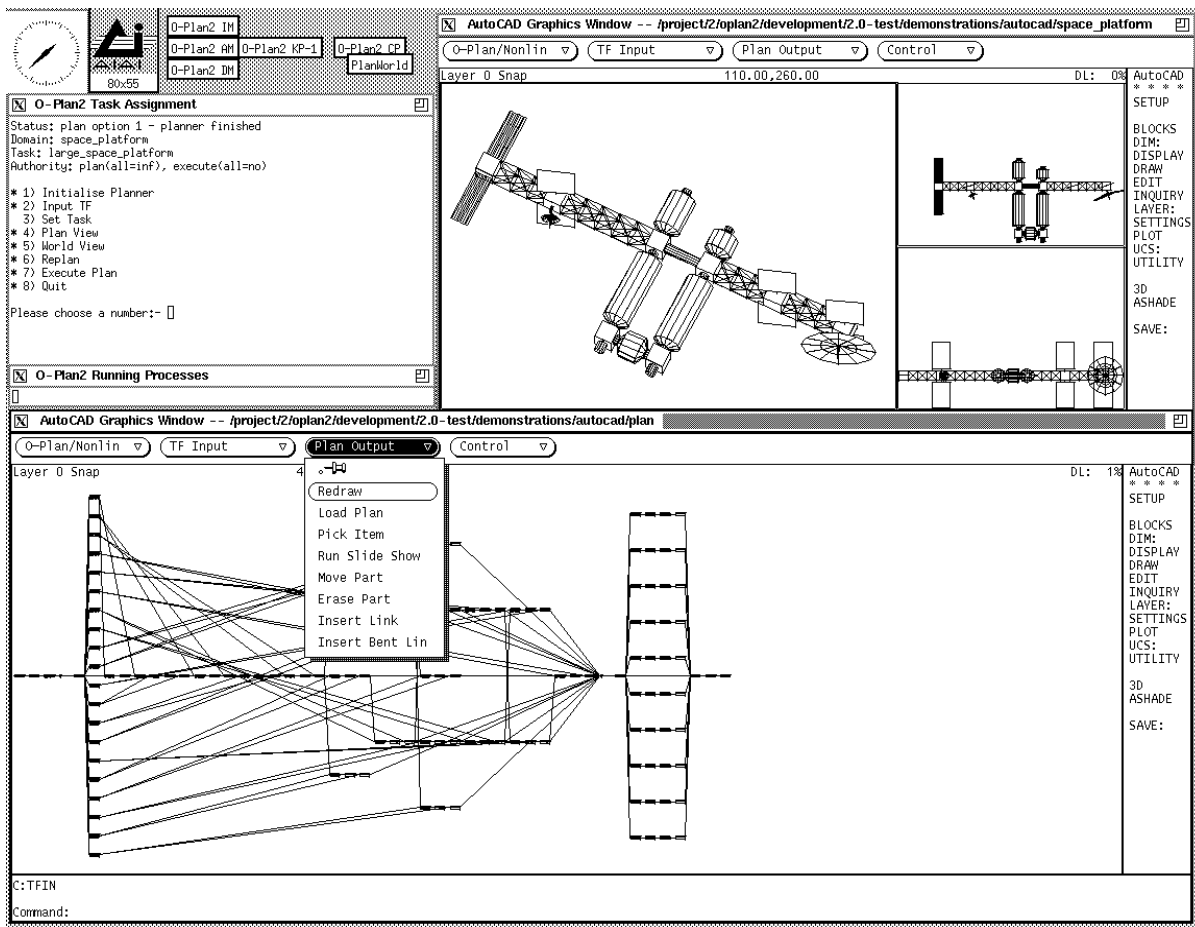 O-Plan2 IM
O-Plan2 AM
O-Plan2 KP-1
O-Plan2 CP
PlanWorld
O-Plan2 DM
AIAI
80x55
O-Plan2 Task Assignment
Status: plan option 1 - planner finished
Domain: space_platform
Task: large_space_platform
Authority: plan(all=inf), execute(all=no)
* 1) Initialise Planner
* 2) Input TF
3) Set Task
* 4) Plan View
* 5) World View
* 6) Replan
* 7) Execute Plan
* 8) Quit
Please choose a number:-
O-Plan2 Running Processes
AutoCAD Graphics Window -- /project/2/oplan2/development/2.0-test/demonstrations/autocad/space_platform
O-Plan/Nonlin
TF Input
Plan Output
Control
Layer 0 Snap
110.00,260.00
DL: 0%
AutoCAD
* * * *
SETUP
BLOCKS
DIM:
DISPLAY
DRAW
EDIT
INQUIRY
LAYER:
SETTINGS
PLOT
UCS:
UTILITY
3D
ASHADE
SAVE:
AutoCAD Graphics Window -- /project/2/oplan2/development/2.0-test/demonstrations/autocad/plan
O-Plan/Nonlin
TF Input
Plan Output
Control
Layer 0 Snap
4
DL: 1%
Redraw
Load Plan
Pick Item
Run Slide Show
Move Part
Erase Part
Insert Link
Insert Bent Lin
AutoCAD
* * * *
SETUP
BLOCKS
DIM:
DISPLAY
DRAW
EDIT
INQUIRY
LAYER:
SETTINGS
PLOT
UCS:
UTILITY
3D
ASHADE
SAVE:
C:TFIN
Command: